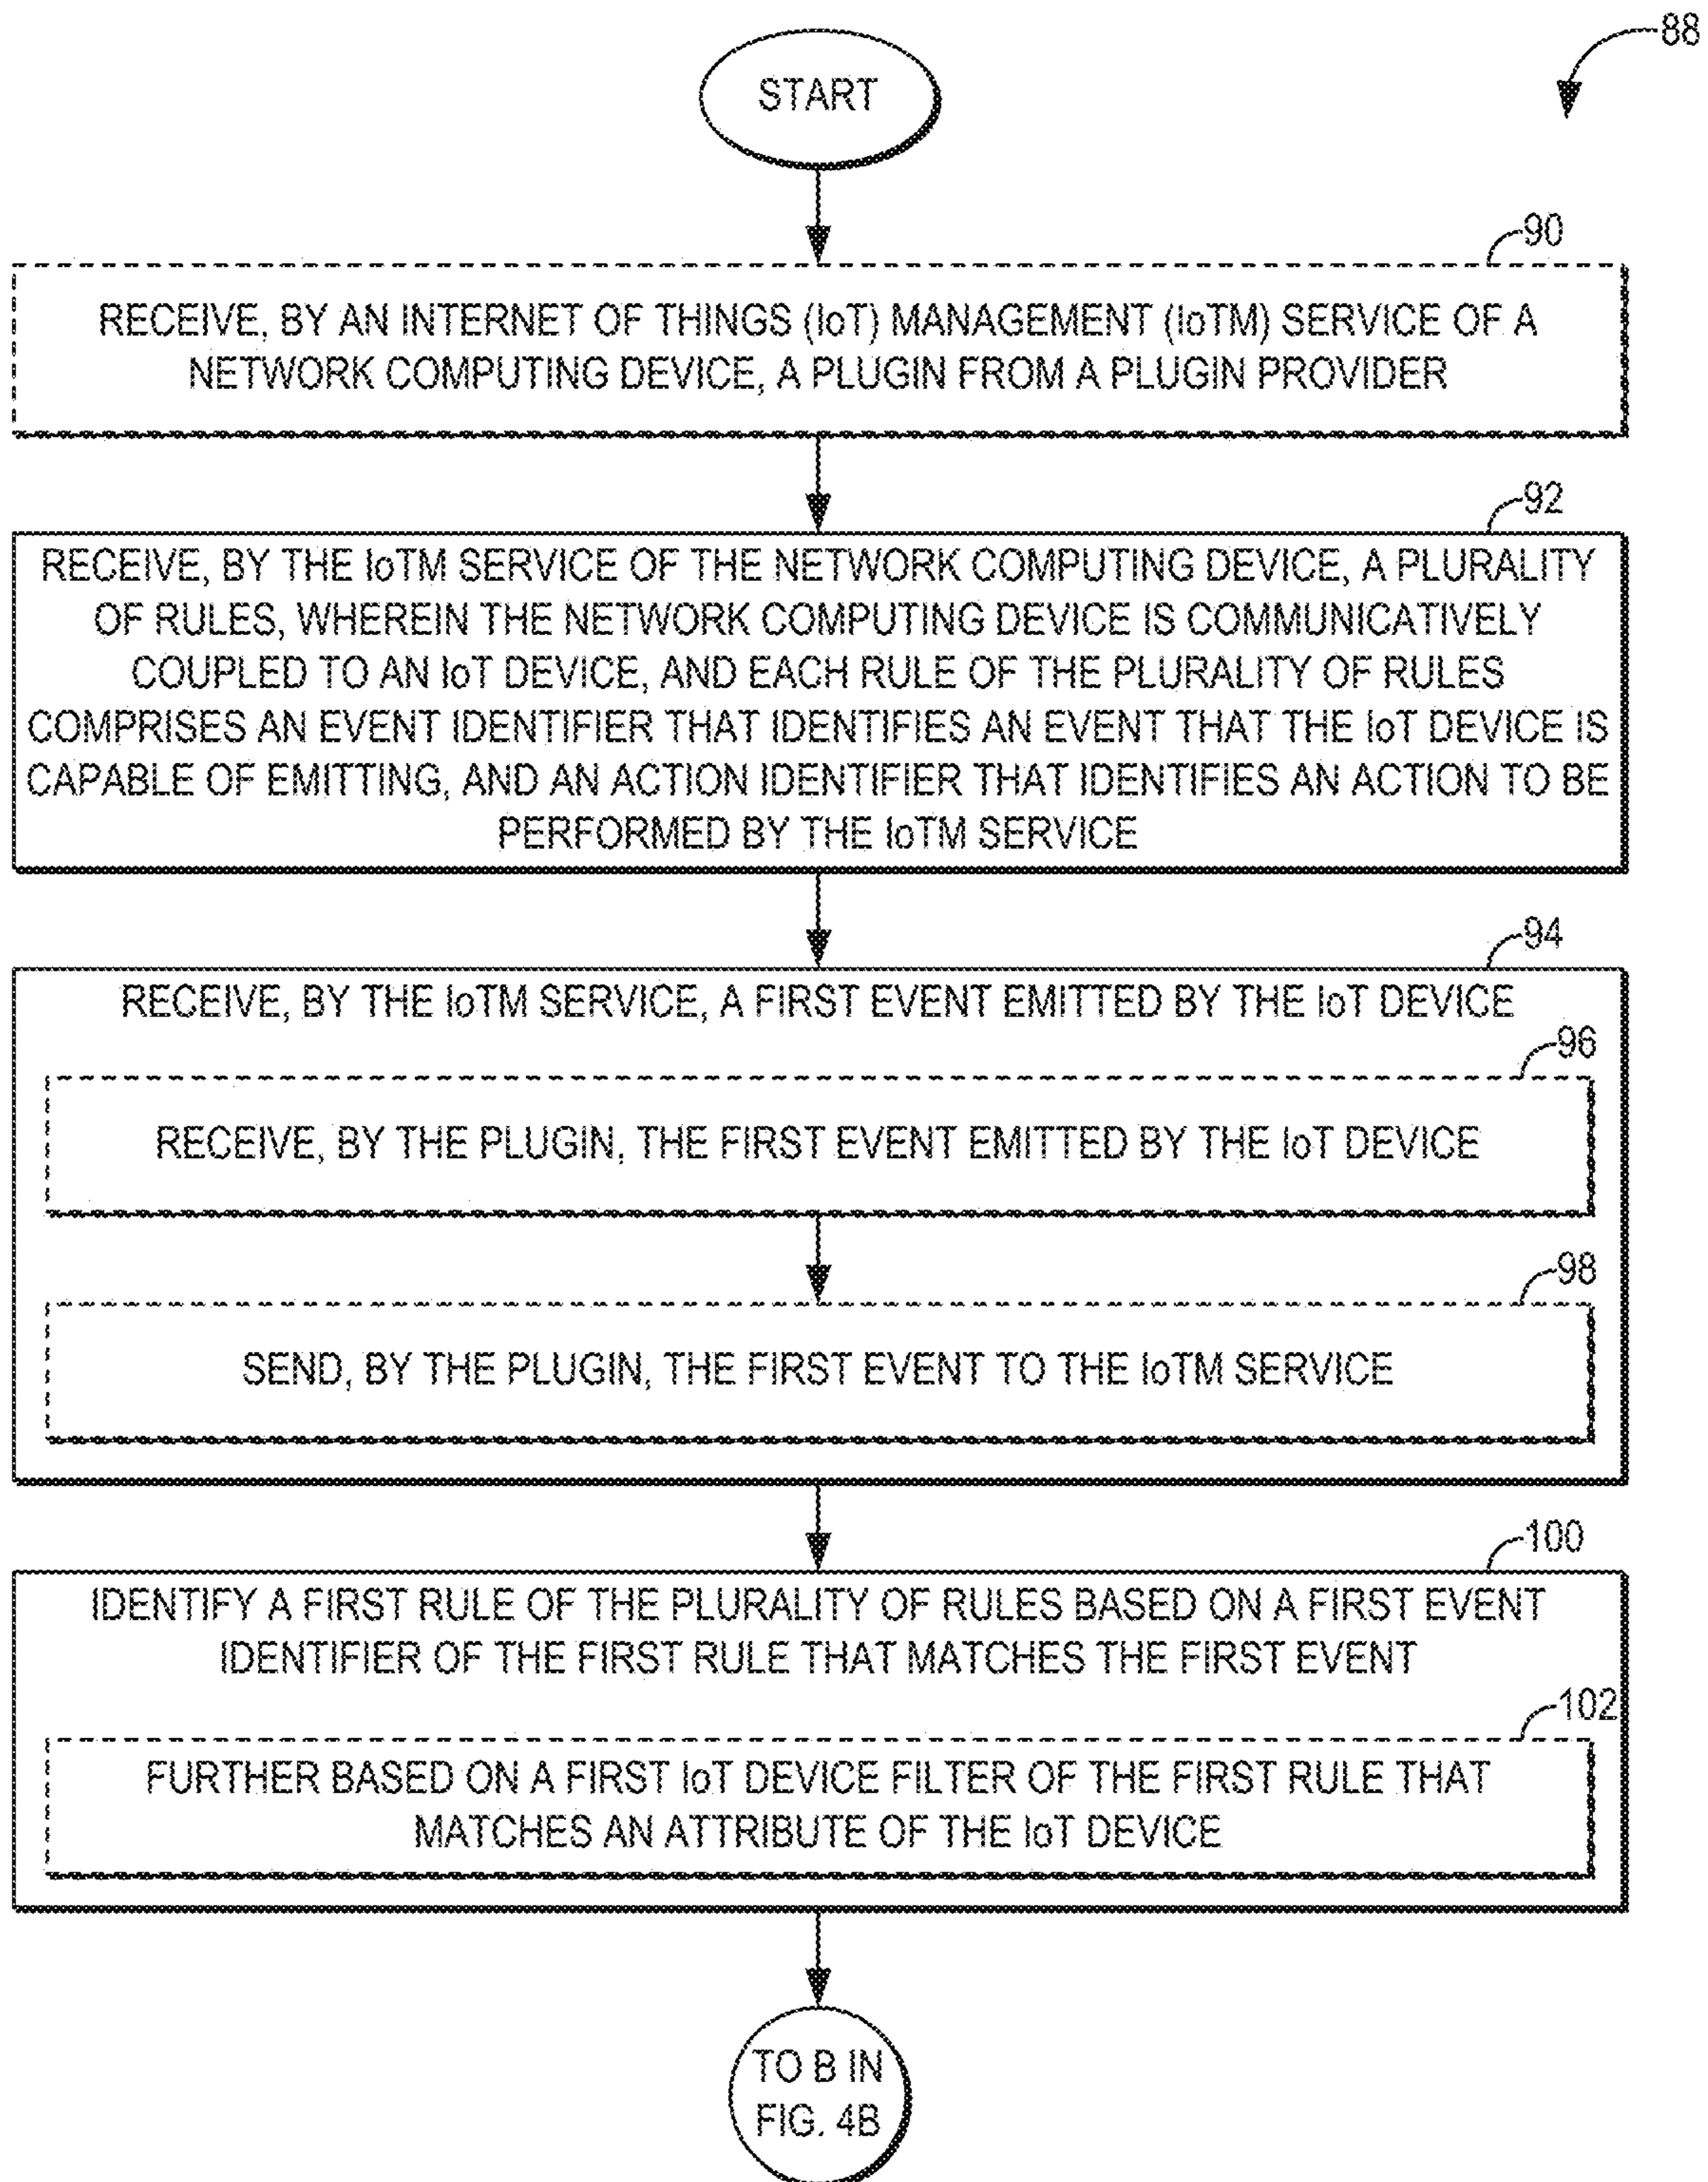 88
START
90
RECEIVE, BY AN INTERNET OF THINGS (IoT) MANAGEMENT (IoTM) SERVICE OF A
NETWORK COMPUTING DEVICE, A PLUGIN FROM A PLUGIN PROVIDER
92
RECEIVE, BY THE IoTM SERVICE OF THE NETWORK COMPUTING DEVICE, A PLURALITY
OF RULES, WHEREIN THE NETWORK COMPUTING DEVICE IS COMMUNICATIVELY
COUPLED TO AN IoT DEVICE, AND EACH RULE OF THE PLURALITY OF RULES
COMPRISES AN EVENT IDENTIFIER THAT IDENTIFIES AN EVENT THAT THE IoT DEVICE IS
CAPABLE OF EMITTING, AND AN ACTION IDENTIFIER THAT IDENTIFIES AN ACTION TO BE
PERFORMED BY THE IoTM SERVICE
94
RECEIVE, BY THE IoTM SERVICE, A FIRST EVENT EMITTED BY THE IoT DEVICE
96
RECEIVE, BY THE PLUGIN, THE FIRST EVENT EMITTED BY THE IoT DEVICE
98
SEND, BY THE PLUGIN, THE FIRST EVENT TO THE IoTM SERVICE
100
IDENTIFY A FIRST RULE OF THE PLURALITY OF RULES BASED ON A FIRST EVENT
IDENTIFIER OF THE FIRST RULE THAT MATCHES THE FIRST EVENT
102
FURTHER BASED ON A FIRST IoT DEVICE FILTER OF THE FIRST RULE THAT
MATCHES AN ATTRIBUTE OF THE IoT DEVICE
TO B IN
FIG. 4B